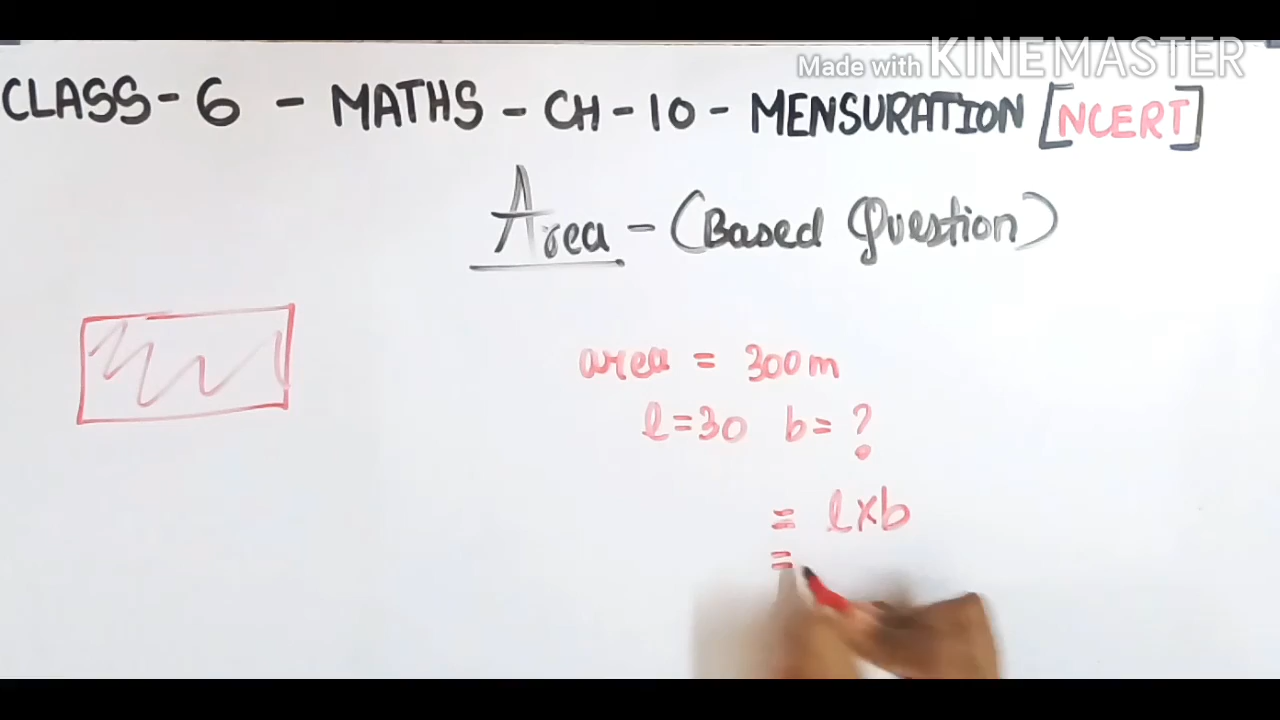 Made with KINEMASTER
CLASS-6 - MATHS - CH-10 - MENSURATION [NCERT]
Area - (Based Question)
area = 300m
l=30 b= ?
= l×b
=